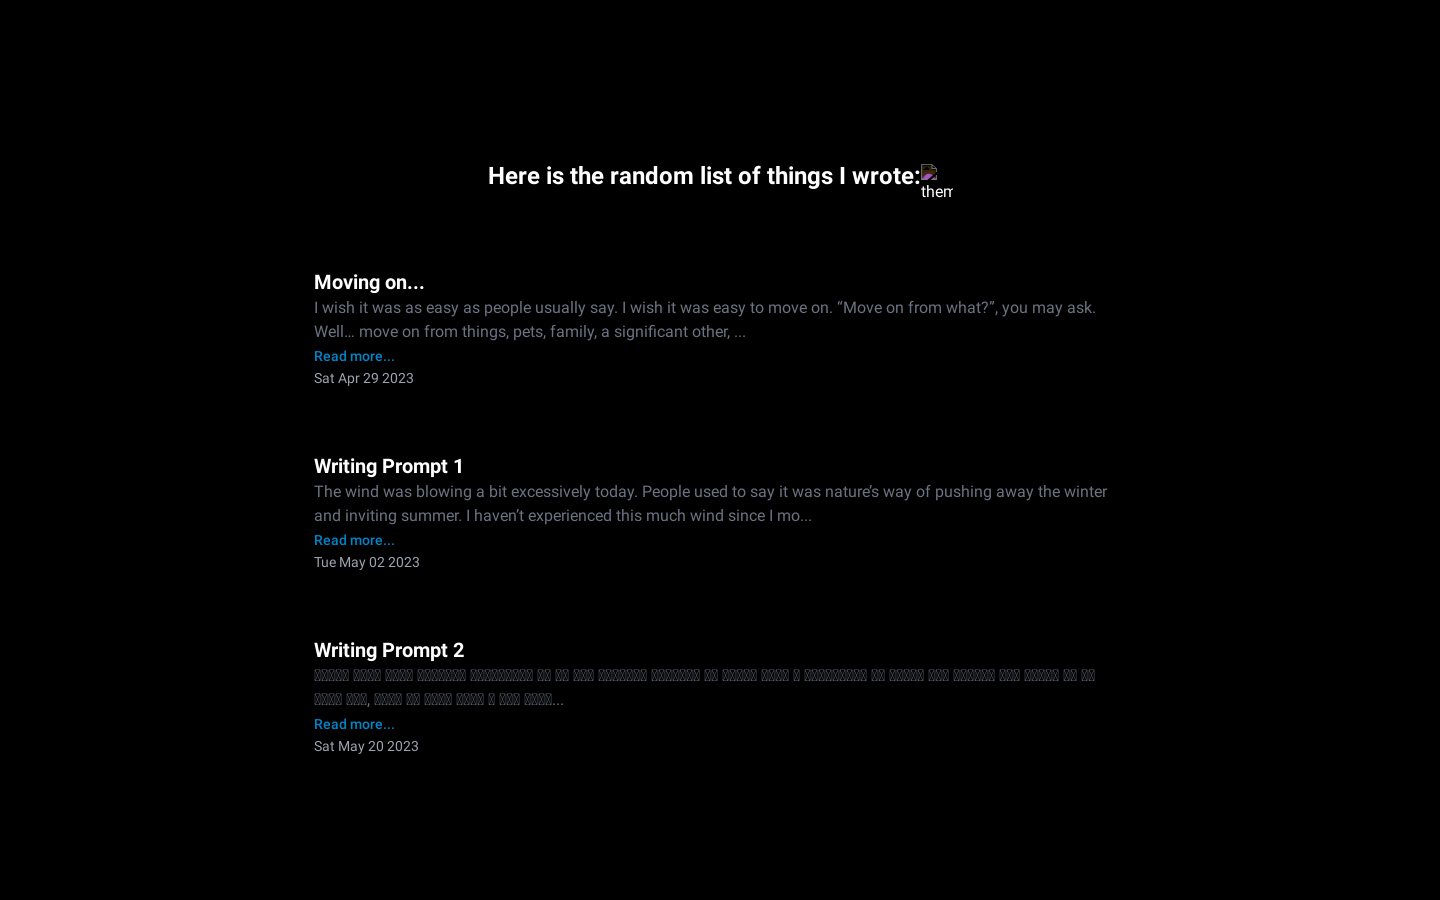 Here is the random list of things I wrote:
them
Moving on...
I wish it was as easy as people usually say. I wish it was easy to move on. “Move on from what?”, you may ask.
Well… move on from things, pets, family, a significant other, ...
Read more...
Sat Apr 29 2023
Writing Prompt 1
The wind was blowing a bit excessively today. People used to say it was nature’s way of pushing away the winter
and inviting summer. I haven’t experienced this much wind since I mo...
Read more...
Tue May 02 2023
Writing Prompt 2
Read more...
Sat May 20 2023